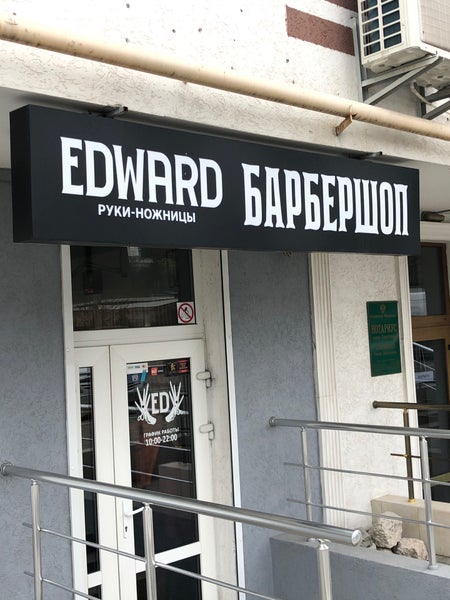 EDWARD
РУКИ-НОЖНИЦЫ
БАРБЕРШОП
ED
ГРАФИК РАБОТЫ
10:00-22:00
НОТАРИУС